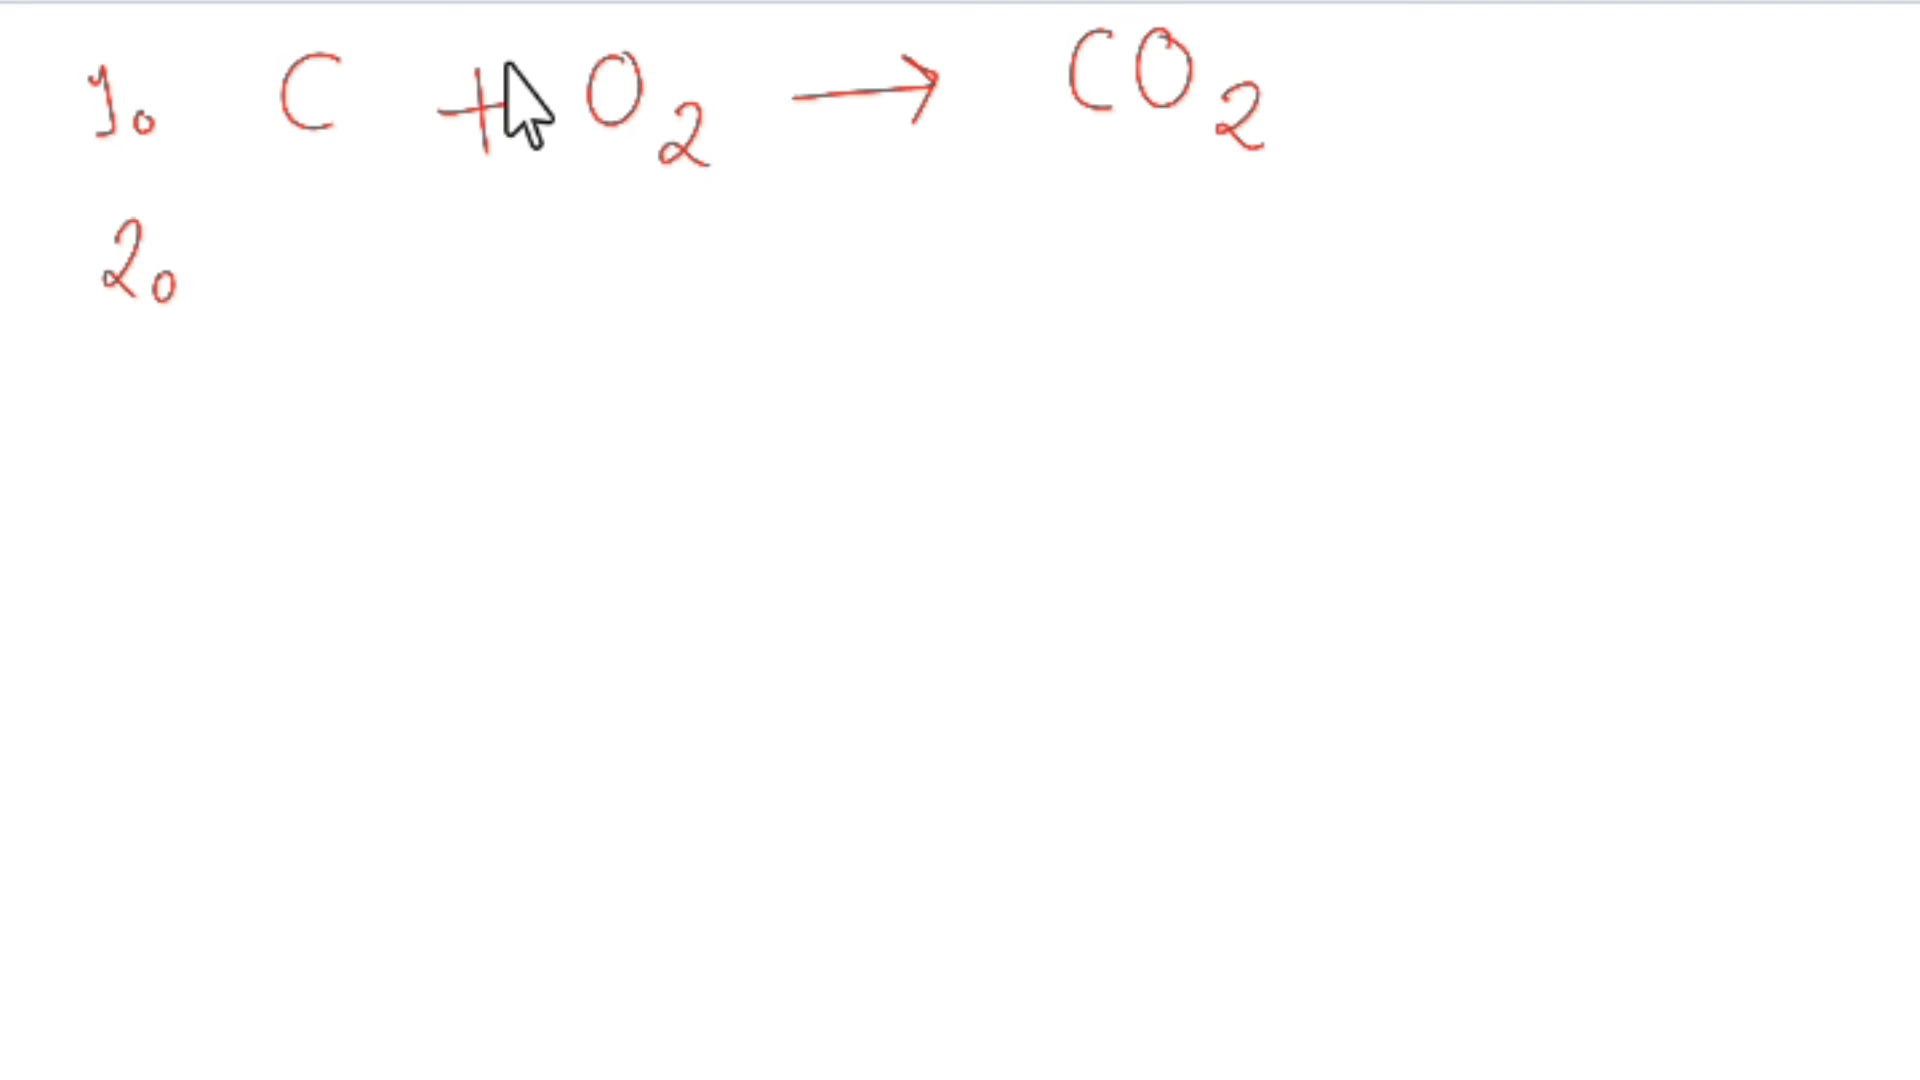 1. C + O₂ → CO₂
2.